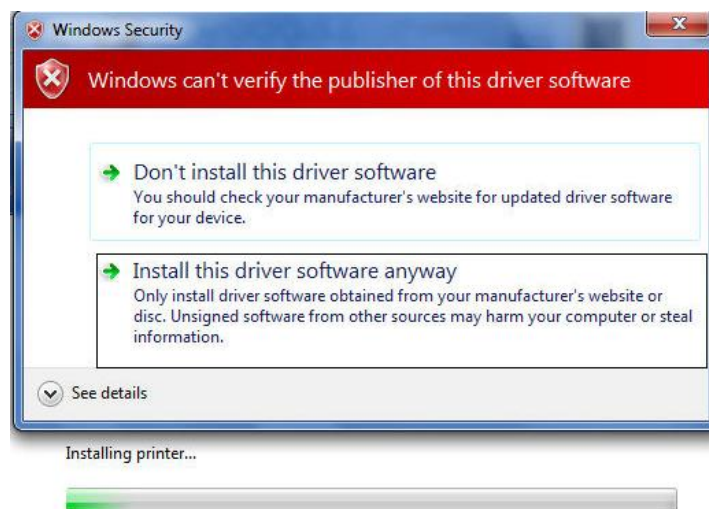 Windows Security
Windows can't verify the publisher of this driver software
Don't install this driver software
You should check your manufacturer's website for updated driver software
for your device.
Install this driver software anyway
Only install driver software obtained from your manufacturer's website or
disc. Unsigned software from other sources may harm your computer or steal
information.
See details
Installing printer...